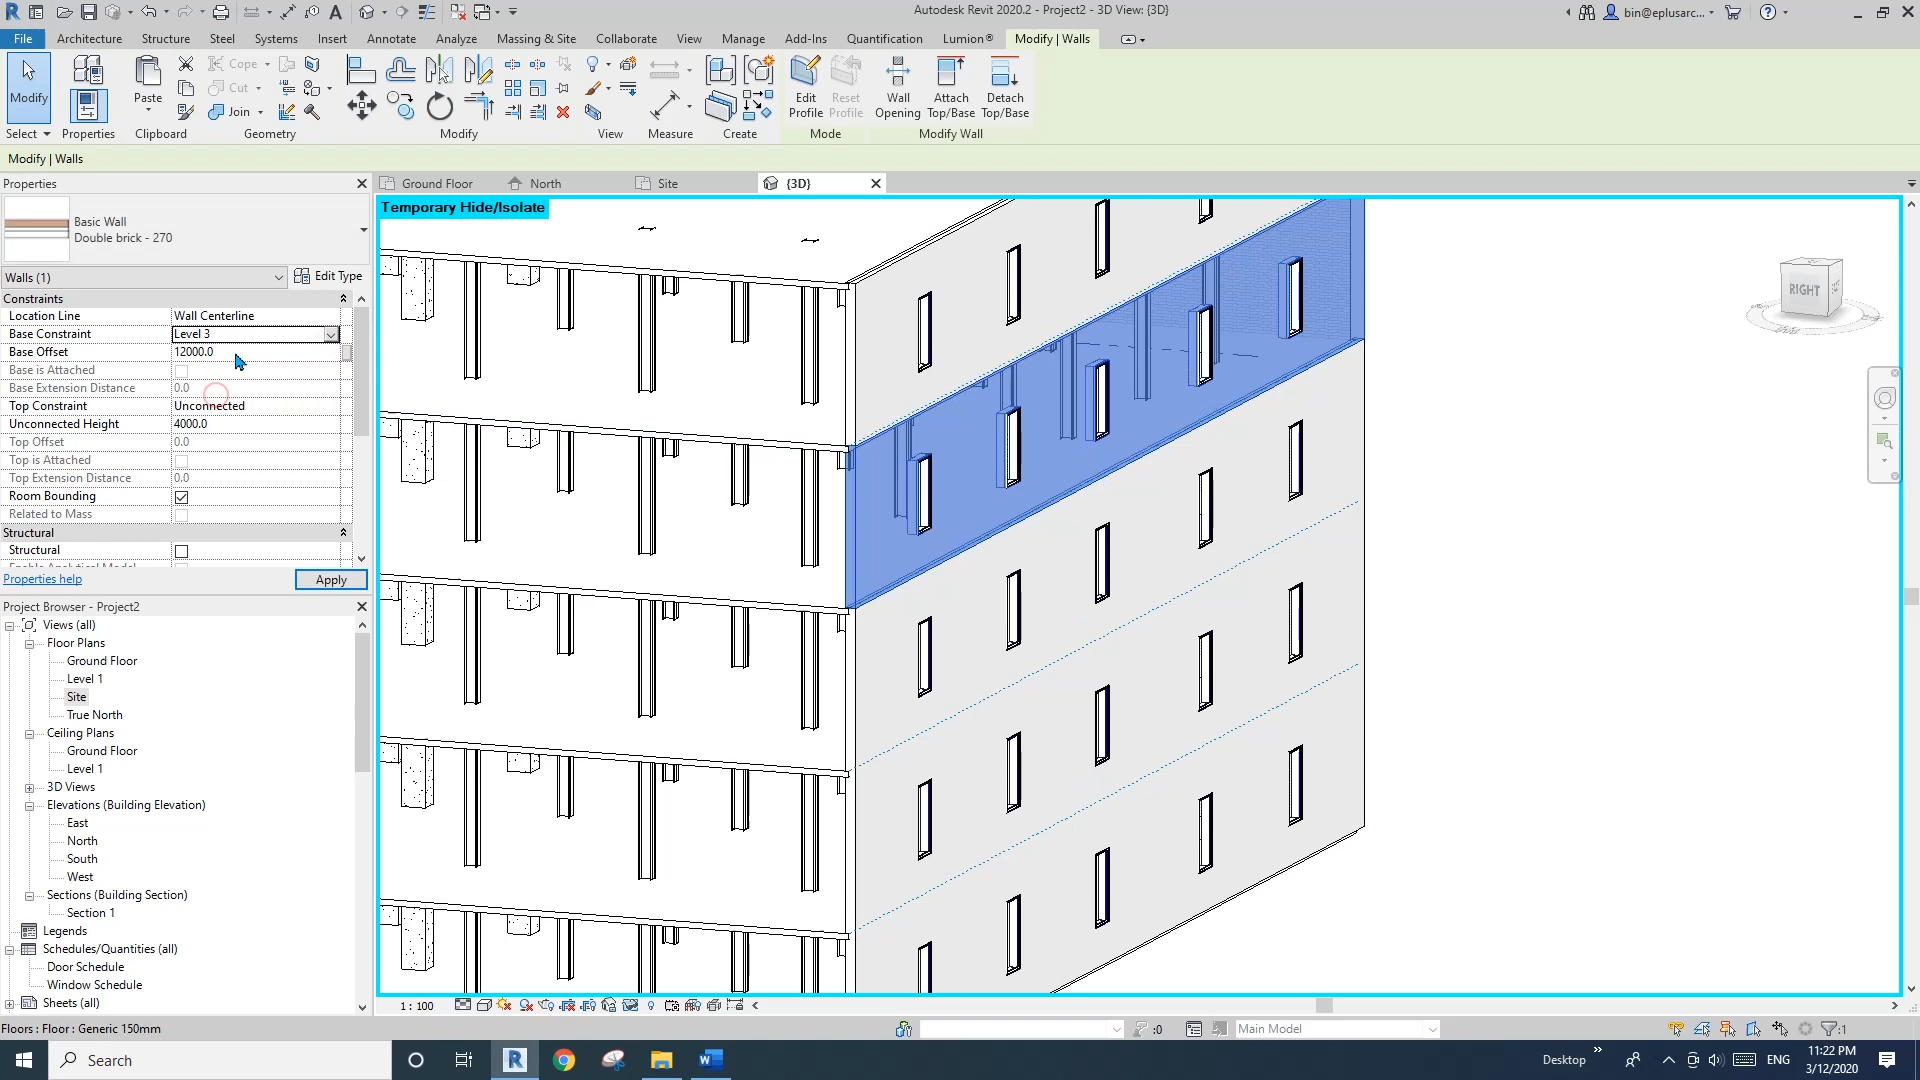 Autodesk Revit 2020.2 - Project2 - 3D View: {3D}
bin@eplusarc...
File Architecture Structure Steel Systems Insert Annotate Analyze Massing & Site Collaborate View Manage Add-Ins Quantification Lumion® Modify | Walls
Modify
Paste
Cope
Cut
Join
Edit Profile
Reset Profile
Wall Opening
Attach Top/Base
Detach Top/Base
Select Properties Clipboard Geometry Modify View Measure Create Mode Modify Wall
Modify | Walls
Properties
Ground Floor North Site {3D}
Temporary Hide/Isolate
Basic Wall
Double brick - 270
Walls (1) Edit Type
Constraints
Location Line Wall Centerline
Base Constraint Level 3
Base Offset 12000.0
Base is Attached
Base Extension Distance 0.0
Top Constraint Unconnected
Unconnected Height 4000.0
Top Offset 0.0
Top is Attached
Top Extension Distance 0.0
Room Bounding
Related to Mass
Structural
Structural
Properties help Apply
RIGHT
Project Browser - Project2
Views (all)
Floor Plans
Ground Floor
Level 1
Site
True North
Ceiling Plans
Ground Floor
Level 1
3D Views
Elevations (Building Elevation)
East
North
South
West
Sections (Building Section)
Section 1
Legends
Schedules/Quantities (all)
Door Schedule
Window Schedule
Sheets (all)
1 : 100
Floors : Floor : Generic 150mm
:0
Main Model
:1
Search
Desktop
ENG
11:22 PM
3/12/2020